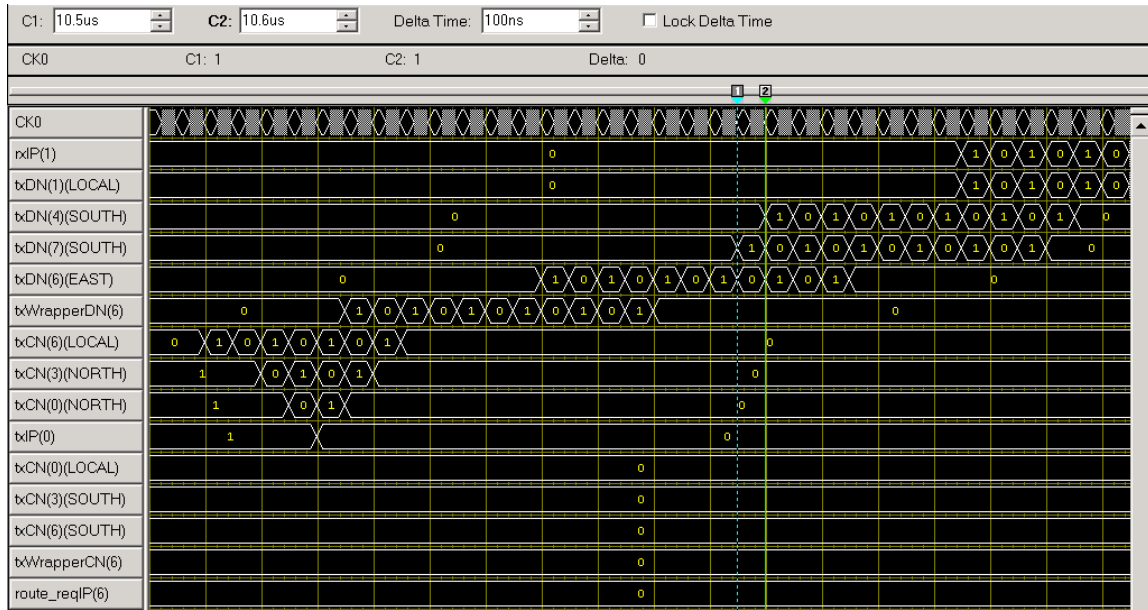 C1: 10.5us C2: 10.6us Delta Time: 100ns Lock Delta Time
CK0 C1: 1 C2: 1 Delta: 0
1 2
CK0
rxIP(1) 0 1 0 1 0 1 0
txDN(1)(LOCAL) 0 1 0 1 0 1 0
txDN(4)(SOUTH) 0 1 0 1 0 1 0 1 0 1 0 1 0
txDN(7)(SOUTH) 0 1 0 1 0 1 0 1 0 1 0 1 0
txDN(6)(EAST) 0 1 0 1 0 1 0 1 0 1 0 1 0
txWrapperDN(6) 0 1 0 1 0 1 0 1 0 1 0 1 0
txCN(6)(LOCAL) 0 1 0 1 0 1 0 1 0
txCN(3)(NORTH) 1 0 1 0 1 0
txCN(0)(NORTH) 1 0 1 0
txIP(0) 1 0
txCN(0)(LOCAL) 0
txCN(3)(SOUTH) 0
txCN(6)(SOUTH) 0
txWrapperCN(6) 0
route_reqIP(6) 0